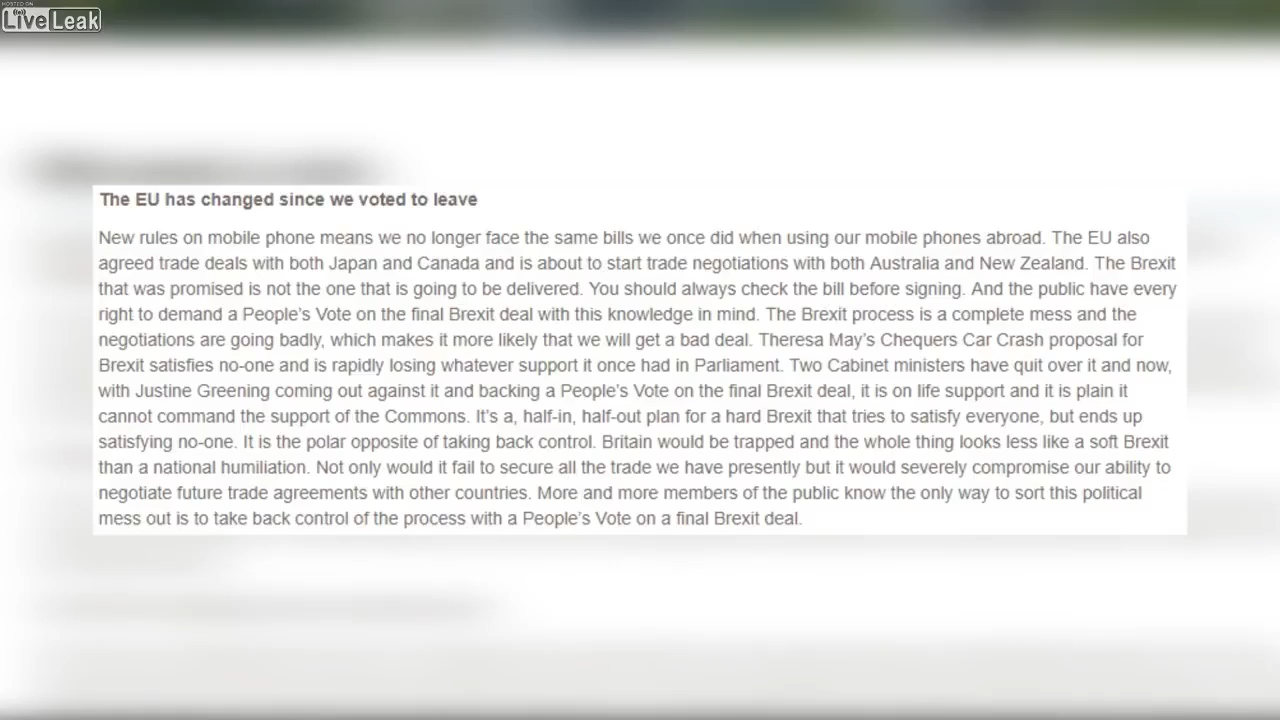 HOSTED ON
LiveLeak
The EU has changed since we voted to leave
New rules on mobile phone means we no longer face the same bills we once did when using our mobile phones abroad. The EU also
agreed trade deals with both Japan and Canada and is about to start trade negotiations with both Australia and New Zealand. The Brexit
that was promised is not the one that is going to be delivered. You should always check the bill before signing. And the public have every
right to demand a People's Vote on the final Brexit deal with this knowledge in mind. The Brexit process is a complete mess and the
negotiations are going badly, which makes it more likely that we will get a bad deal. Theresa May's Chequers Car Crash proposal for
Brexit satisfies no-one and is rapidly losing whatever support it once had in Parliament. Two Cabinet ministers have quit over it and now,
with Justine Greening coming out against it and backing a People's Vote on the final Brexit deal, it is on life support and it is plain it
cannot command the support of the Commons. It's a, half-in, half-out plan for a hard Brexit that tries to satisfy everyone, but ends up
satisfying no-one. It is the polar opposite of taking back control. Britain would be trapped and the whole thing looks less like a soft Brexit
than a national humiliation. Not only would it fail to secure all the trade we have presently but it would severely compromise our ability to
negotiate future trade agreements with other countries. More and more members of the public know the only way to sort this political
mess out is to take back control of the process with a People's Vote on a final Brexit deal.